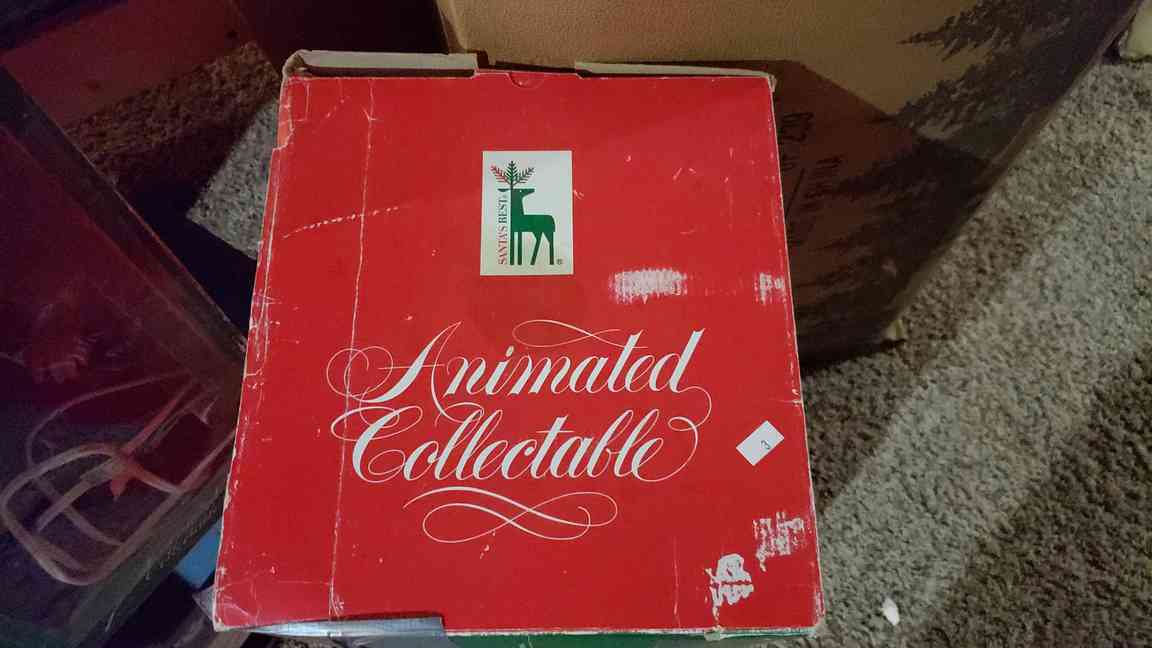 SANTA'S BEST
®
Animated
Collectable
3